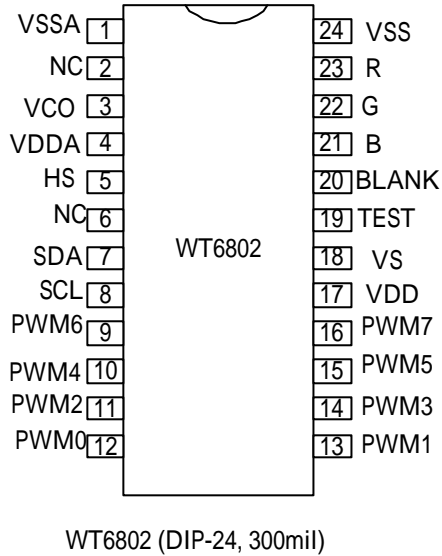 VSSA 1 24 VSS
NC 2 23 R
VCO 3 22 G
VDDA 4 21 B
HS 5 20 BLANK
NC 6 19 TEST
SDA 7 WT6802 18 VS
SCL 8 17 VDD
PWM6 9 16 PWM7
PWM4 10 15 PWM5
PWM2 11 14 PWM3
PWM0 12 13 PWM1
WT6802 (DIP-24, 300mil)